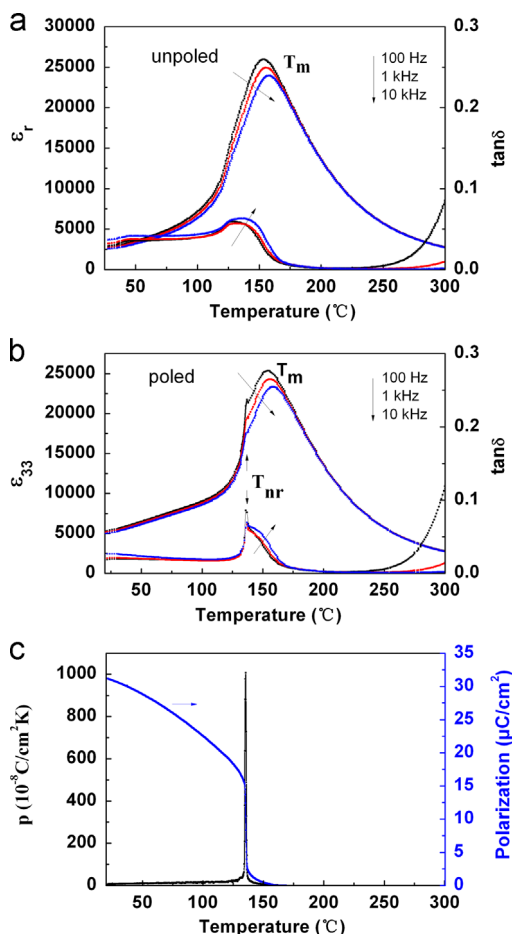 a
unpoled
Tm
100 Hz
1 kHz
10 kHz
30000
25000
20000
15000
10000
5000
0
0.3
0.2
0.1
0.0
εr
tanδ
50
100
150
200
250
300
Temperature (℃)
b
poled
Tm
100 Hz
1 kHz
10 kHz
Tnr
25000
20000
15000
10000
5000
0
0.3
0.2
0.1
0.0
ε33
tanδ
50
100
150
200
250
300
Temperature (℃)
c
1000
800
600
400
200
0
35
30
25
20
15
10
5
0
p (10⁻⁸C/cm²K)
Polarization (μC/cm²)
50
100
150
200
250
300
Temperature (℃)